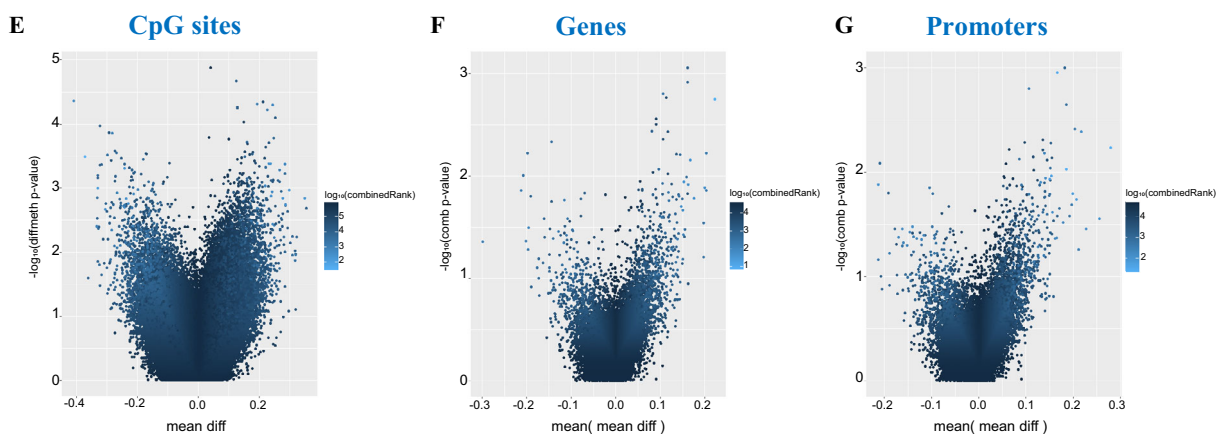 E CpG sites
5
4
3
2
1
0
-0.4 -0.2 0.0 0.2
-log₁₀(diffmeth p-value)
mean diff
log₁₀(combinedRank)
5
4
3
2
F Genes
3
2
1
0
-0.3 -0.2 -0.1 0.0 0.1 0.2
-log₁₀(comb p-value)
mean( mean diff )
log₁₀(combinedRank)
4
3
2
1
G Promoters
3
2
1
0
-0.2 -0.1 0.0 0.1 0.2 0.3
-log₁₀(comb p-value)
mean( mean diff )
log₁₀(combinedRank)
4
3
2